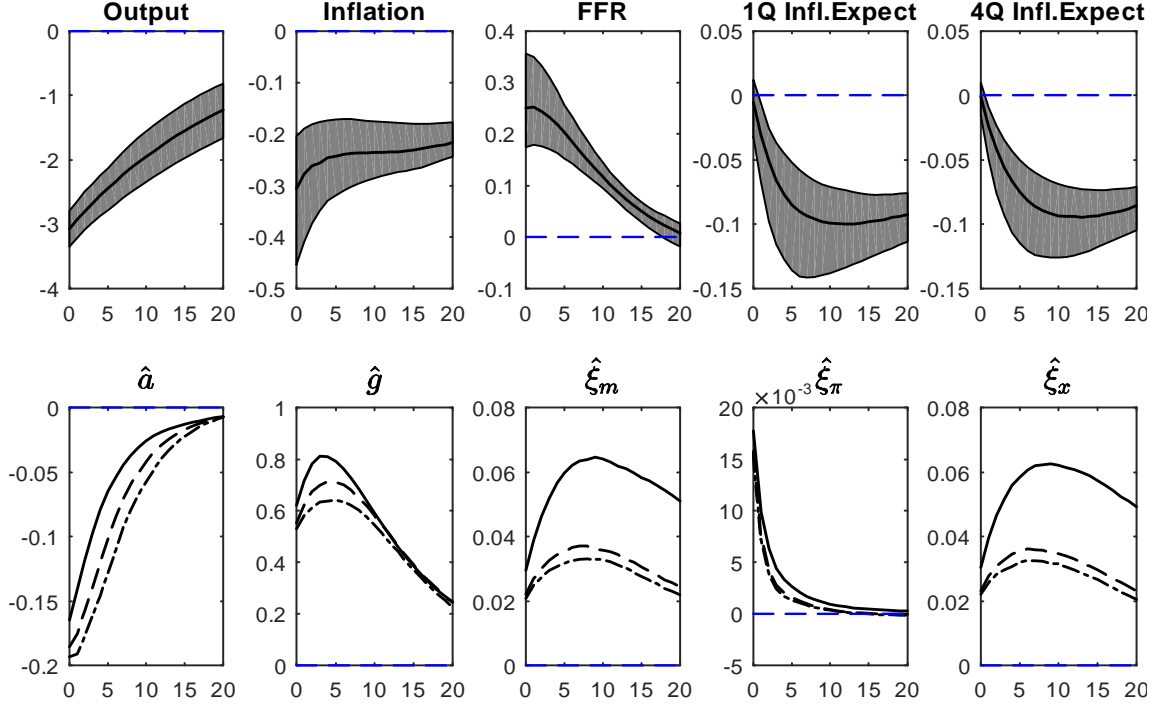 Output Inflation FFR 1Q Infl.Expect 4Q Infl.Expect
0 0 0.4 0.05 0.05
-0.1 0.3 0 0
-1
-0.2 0.2
-2 -0.05 -0.05
-0.3 0.1
-3 -0.1 -0.1
-0.4 0
-4 -0.5 -0.1 -0.15 -0.15
0 5 10 15 20 0 5 10 15 20 0 5 10 15 20 0 5 10 15 20 0 5 10 15 20
â ĝ ξ̂m ξ̂π ξ̂x
×10-3
0 1 0.08 20 0.08
-0.05 0.8 0.06 15 0.06
0.6 10
-0.1 0.04 0.04
0.4 5
-0.15 0.02 0.02
0.2 0
-0.2 0 0 -5 0
0 5 10 15 20 0 5 10 15 20 0 5 10 15 20 0 5 10 15 20 0 5 10 15 20